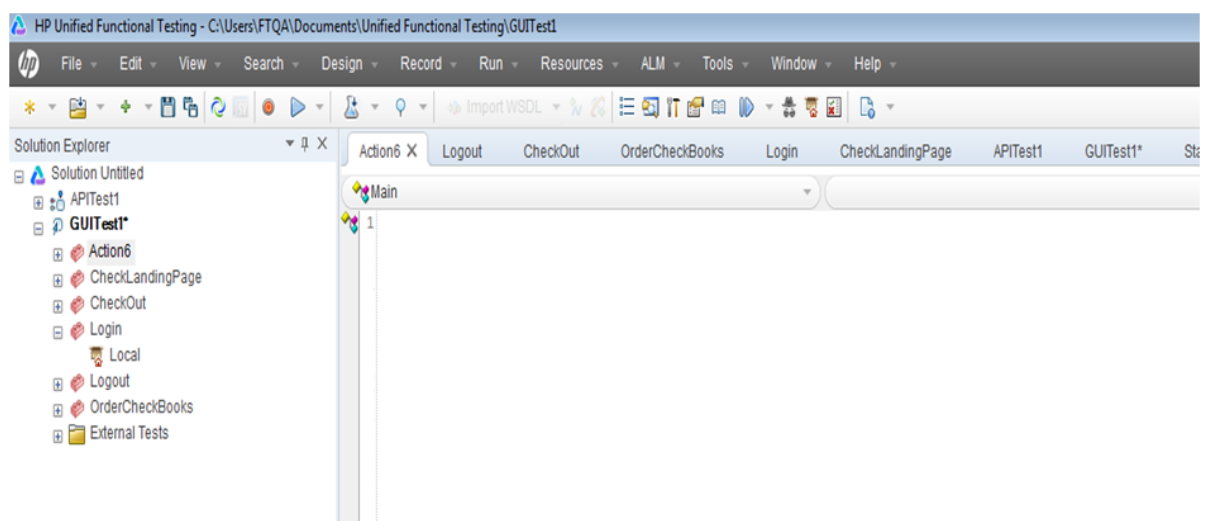 HP Unified Functional Testing - C:\Users\FTQA\Documents\Unified Functional Testing\GUITest1
hp File Edit View Search Design Record Run Resources ALM Tools Window Help
Import WSDL
Solution Explorer
Action6 Logout CheckOut OrderCheckBooks Login CheckLandingPage APITest1 GUITest1* Sta
Solution Untitled
APITest1
GUITest1*
Action6
CheckLandingPage
CheckOut
Login
Local
Logout
OrderCheckBooks
External Tests
Main
1